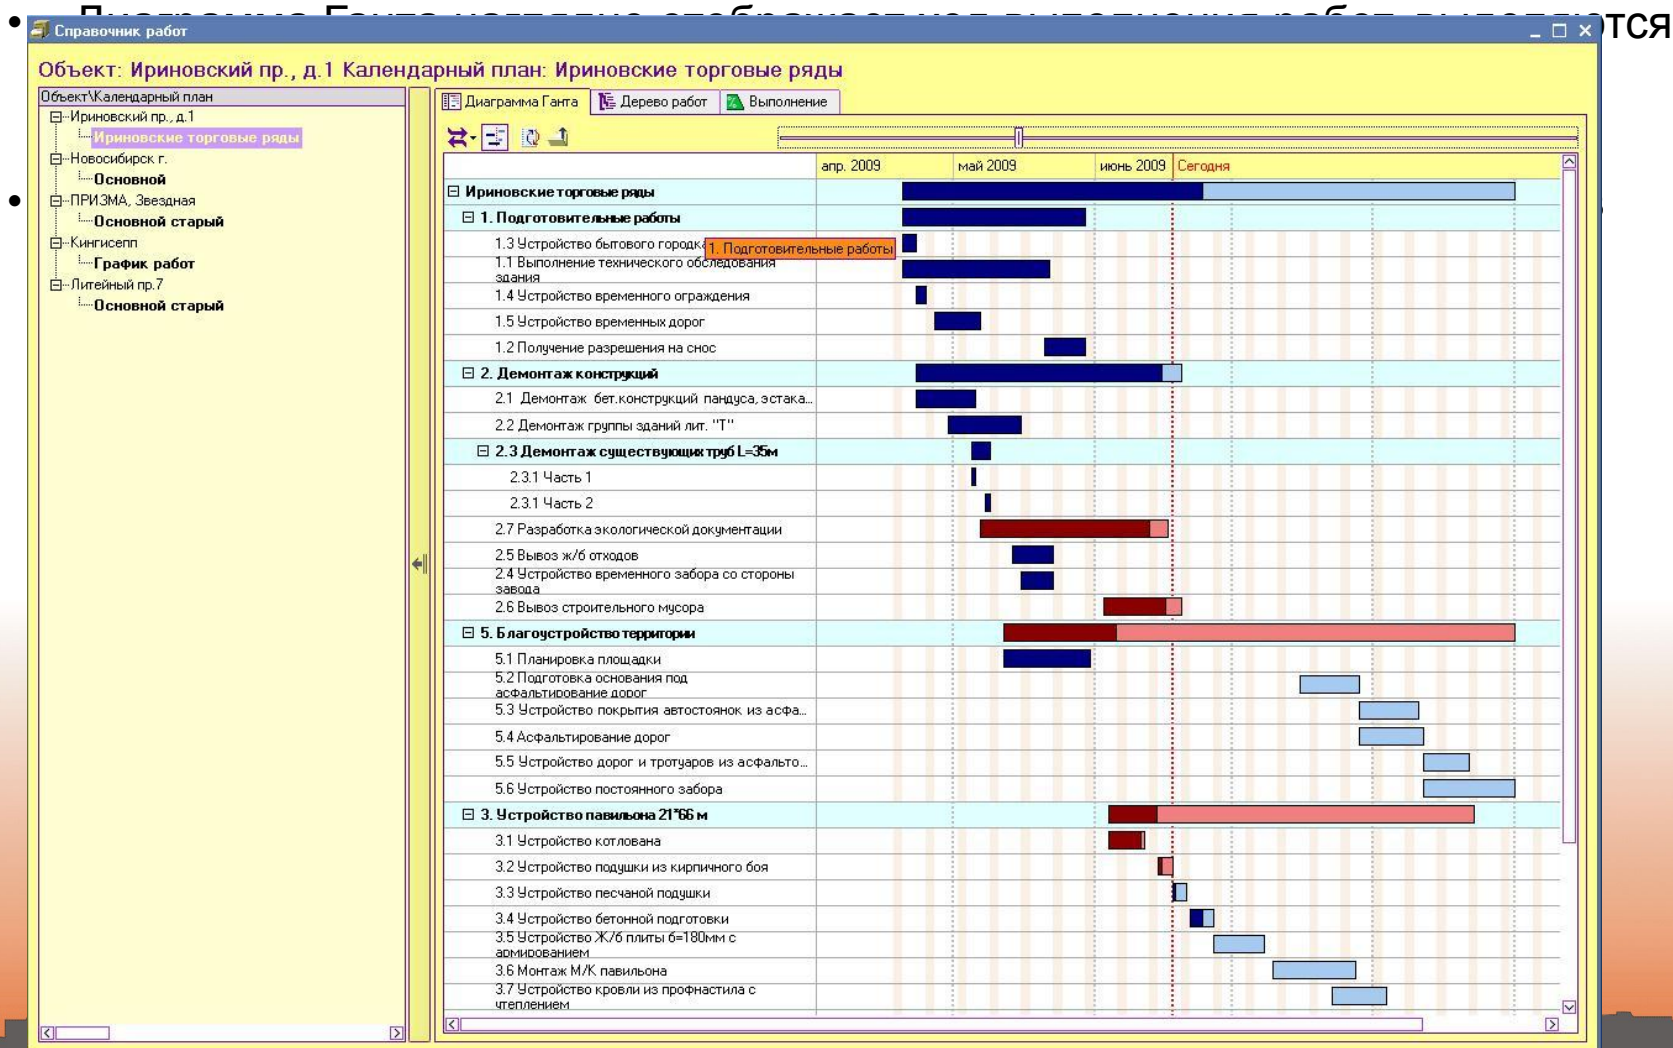 тся
Справочник работ
Объект: Ириновский пр., д.1 Календарный план: Ириновские торговые ряды
Объект\Календарный план
Ириновский пр., д.1
Ириновские торговые ряды
Новосибирск г.
Основной
ПРИЗМА, Звездная
Основной старый
Кингисепп
График работ
Литейный пр.7
Основной старый
Диаграмма Ганта Дерево работ Выполнение
апр. 2009 май 2009 июнь 2009 Сегодня
Ириновские торговые ряды
1. Подготовительные работы
1.3 Устройство бытового городк
1. Подготовительные работы
1.1 Выполнение технического обследования
здания
1.4 Устройство временного ограждения
1.5 Устройство временных дорог
1.2 Получение разрешения на снос
2. Демонтаж конструкций
2.1 Демонтаж бет.конструкций пандуса, эстака...
2.2 Демонтаж группы зданий лит. "Т"
2.3 Демонтаж существующих труб L=35м
2.3.1 Часть 1
2.3.1 Часть 2
2.7 Разработка экологической документации
2.5 Вывоз ж/б отходов
2.4 Устройство временного забора со стороны
завода
2.6 Вывоз строительного мусора
5. Благоустройство территории
5.1 Планировка площадки
5.2 Подготовка основания под
асфальтирование дорог
5.3 Устройство покрытия автостоянок из асфа...
5.4 Асфальтирование дорог
5.5 Устройство дорог и тротуаров из асфальто...
5.6 Устройство постоянного забора
3. Устройство павильона 21*66 м
3.1 Устройство котлована
3.2 Устройство подушки из кирпичного боя
3.3 Устройство песчаной подушки
3.4 Устройство бетонной подготовки
3.5 Устройство Ж/б плиты б=180мм с
армированием
3.6 Монтаж М/К павильона
3.7 Устройство кровли из профнастила с
утеплением